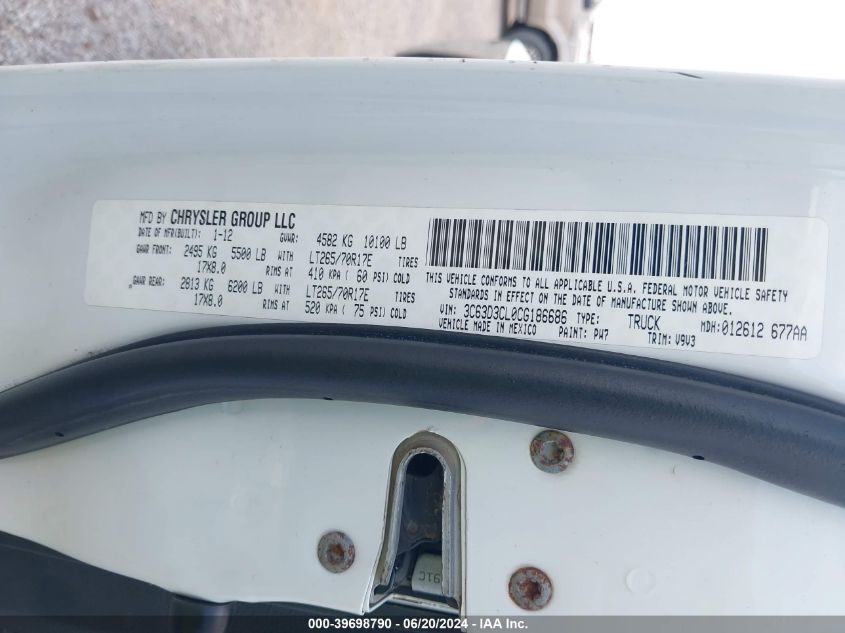 MFD BY CHRYSLER GROUP LLC
DATE OF MFR(BUILT): 1-12 GVWR: 4582 KG 10100 LB
GAWR FRONT: 2495 KG 5500 LB WITH LT265/70R17E TIRES
17X8.0 RIMS AT 410 KPA ( 60 PSI) COLD
GAWR REAR: 2813 KG 6200 LB WITH LT265/70R17E TIRES
17X8.0 RIMS AT 520 KPA ( 75 PSI) COLD
THIS VEHICLE CONFORMS TO ALL APPLICABLE U.S.A. FEDERAL MOTOR VEHICLE SAFETY
STANDARDS IN EFFECT ON THE DATE OF MANUFACTURE SHOWN ABOVE.
VIN: 3C63D3CL0CG186686 TYPE: TRUCK MDH: 012612 677AA
VEHICLE MADE IN MEXICO PAINT: PW7 TRIM: V9V3
91C
000-39698790 - 06/20/2024 - IAA Inc.